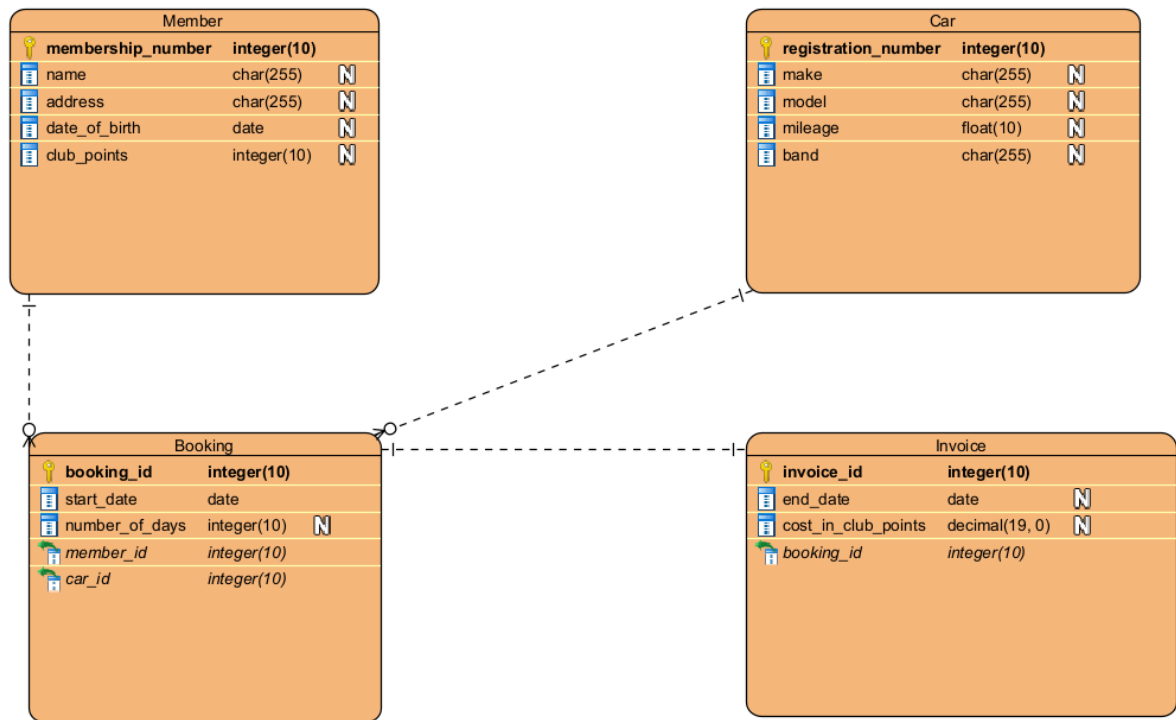 Member
membership_number integer(10)
name char(255) N
address char(255) N
date_of_birth date N
club_points integer(10) N
Car
registration_number integer(10)
make char(255) N
model char(255) N
mileage float(10) N
band char(255) N
Booking
booking_id integer(10)
start_date date
number_of_days integer(10) N
member_id integer(10)
car_id integer(10)
Invoice
invoice_id integer(10)
end_date date N
cost_in_club_points decimal(19, 0) N
booking_id integer(10)